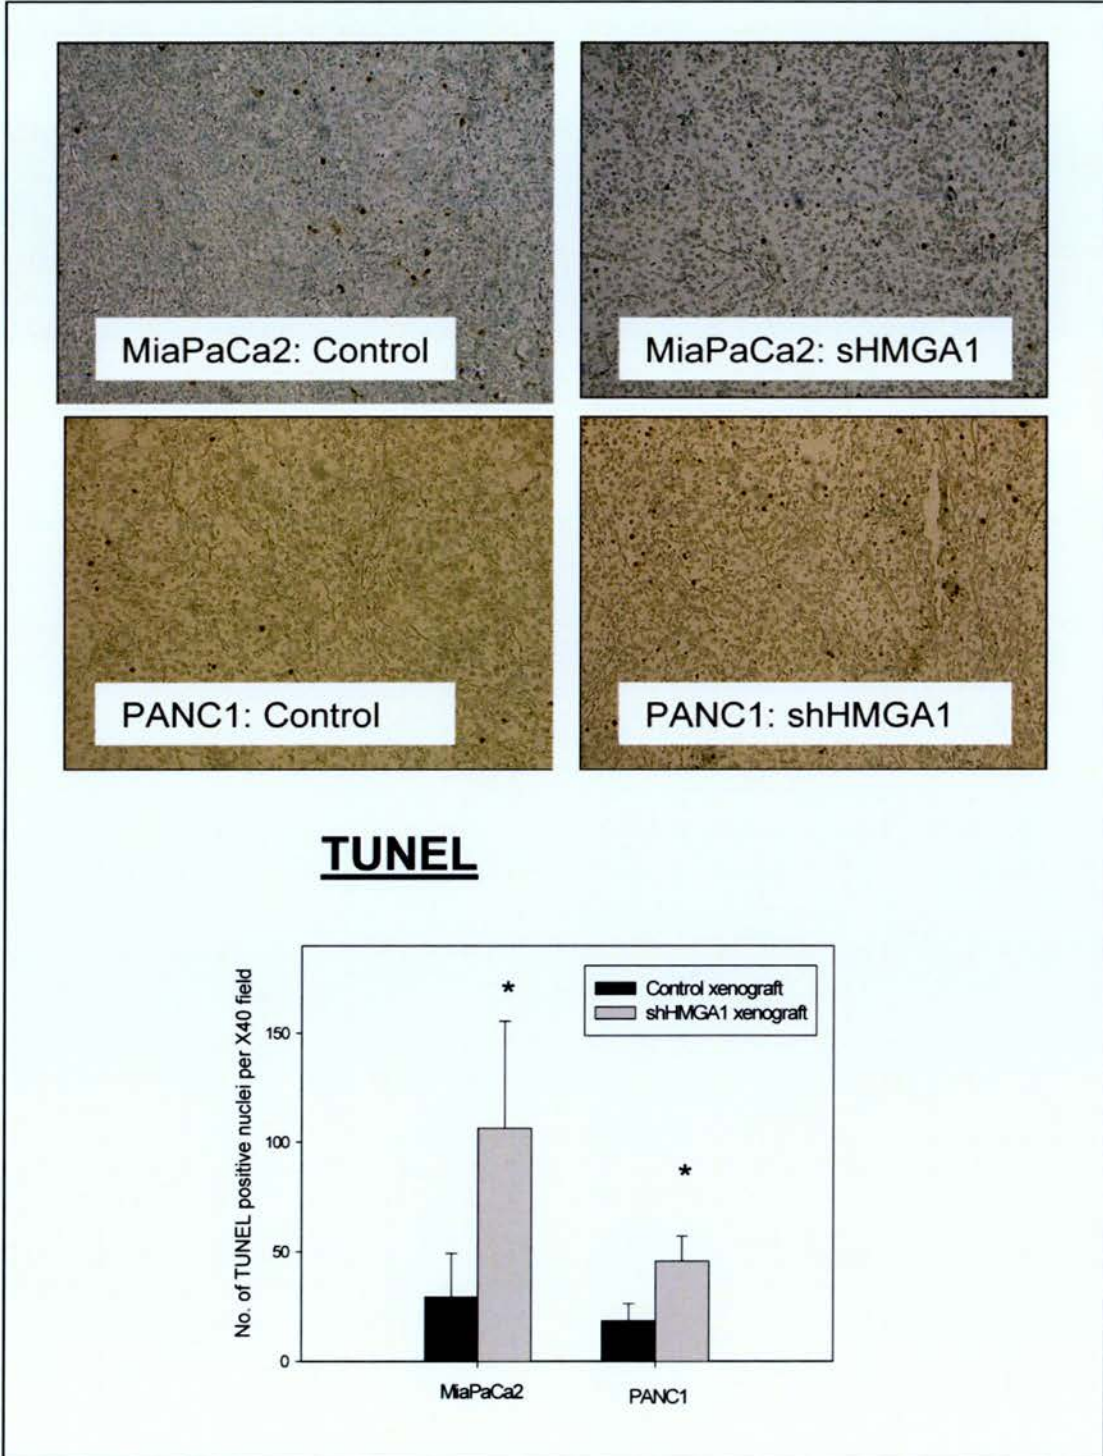 MiaPaCa2: Control
MiaPaCa2: sHMGA1
PANC1: Control
PANC1: shHMGA1
TUNEL
No. of TUNEL positive nuclei per X40 field
150
100
50
0
*
*
Control xenograft
shHMGA1 xenograft
MiaPaCa2
PANC1